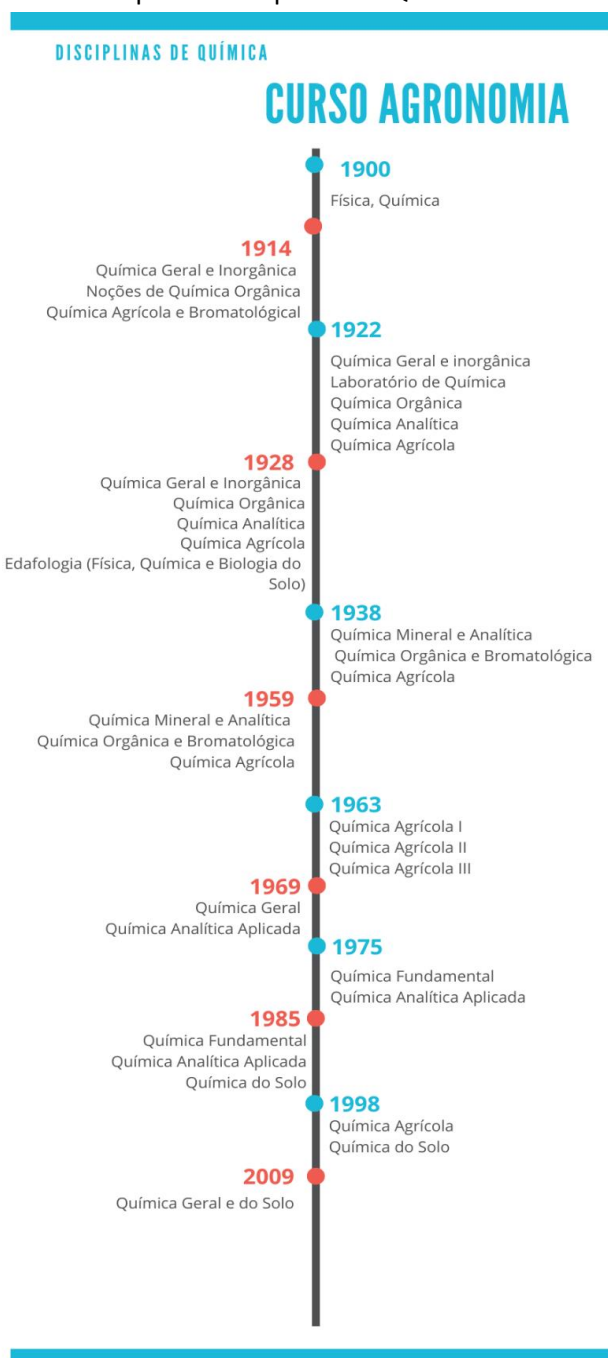 DISCIPLINAS DE QUÍMICA
CURSO AGRONOMIA
1900
Física, Química
1914
Química Geral e Inorgânica
Noções de Química Orgânica
Química Agrícola e Bromatológical
1922
Química Geral e inorgânica
Laboratório de Química
Química Orgânica
Química Analítica
Química Agrícola
1928
Química Geral e Inorgânica
Química Orgânica
Química Analítica
Química Agrícola
Edafologia (Física, Química e Biologia do
Solo)
1938
Química Mineral e Analítica
Química Orgânica e Bromatológica
Química Agrícola
1959
Química Mineral e Analítica
Química Orgânica e Bromatológica
Química Agrícola
1963
Química Agrícola I
Química Agrícola II
Química Agrícola III
1969
Química Geral
Química Analítica Aplicada
1975
Química Fundamental
Química Analítica Aplicada
1985
Química Fundamental
Química Analítica Aplicada
Química do Solo
1998
Química Agrícola
Química do Solo
2009
Química Geral e do Solo